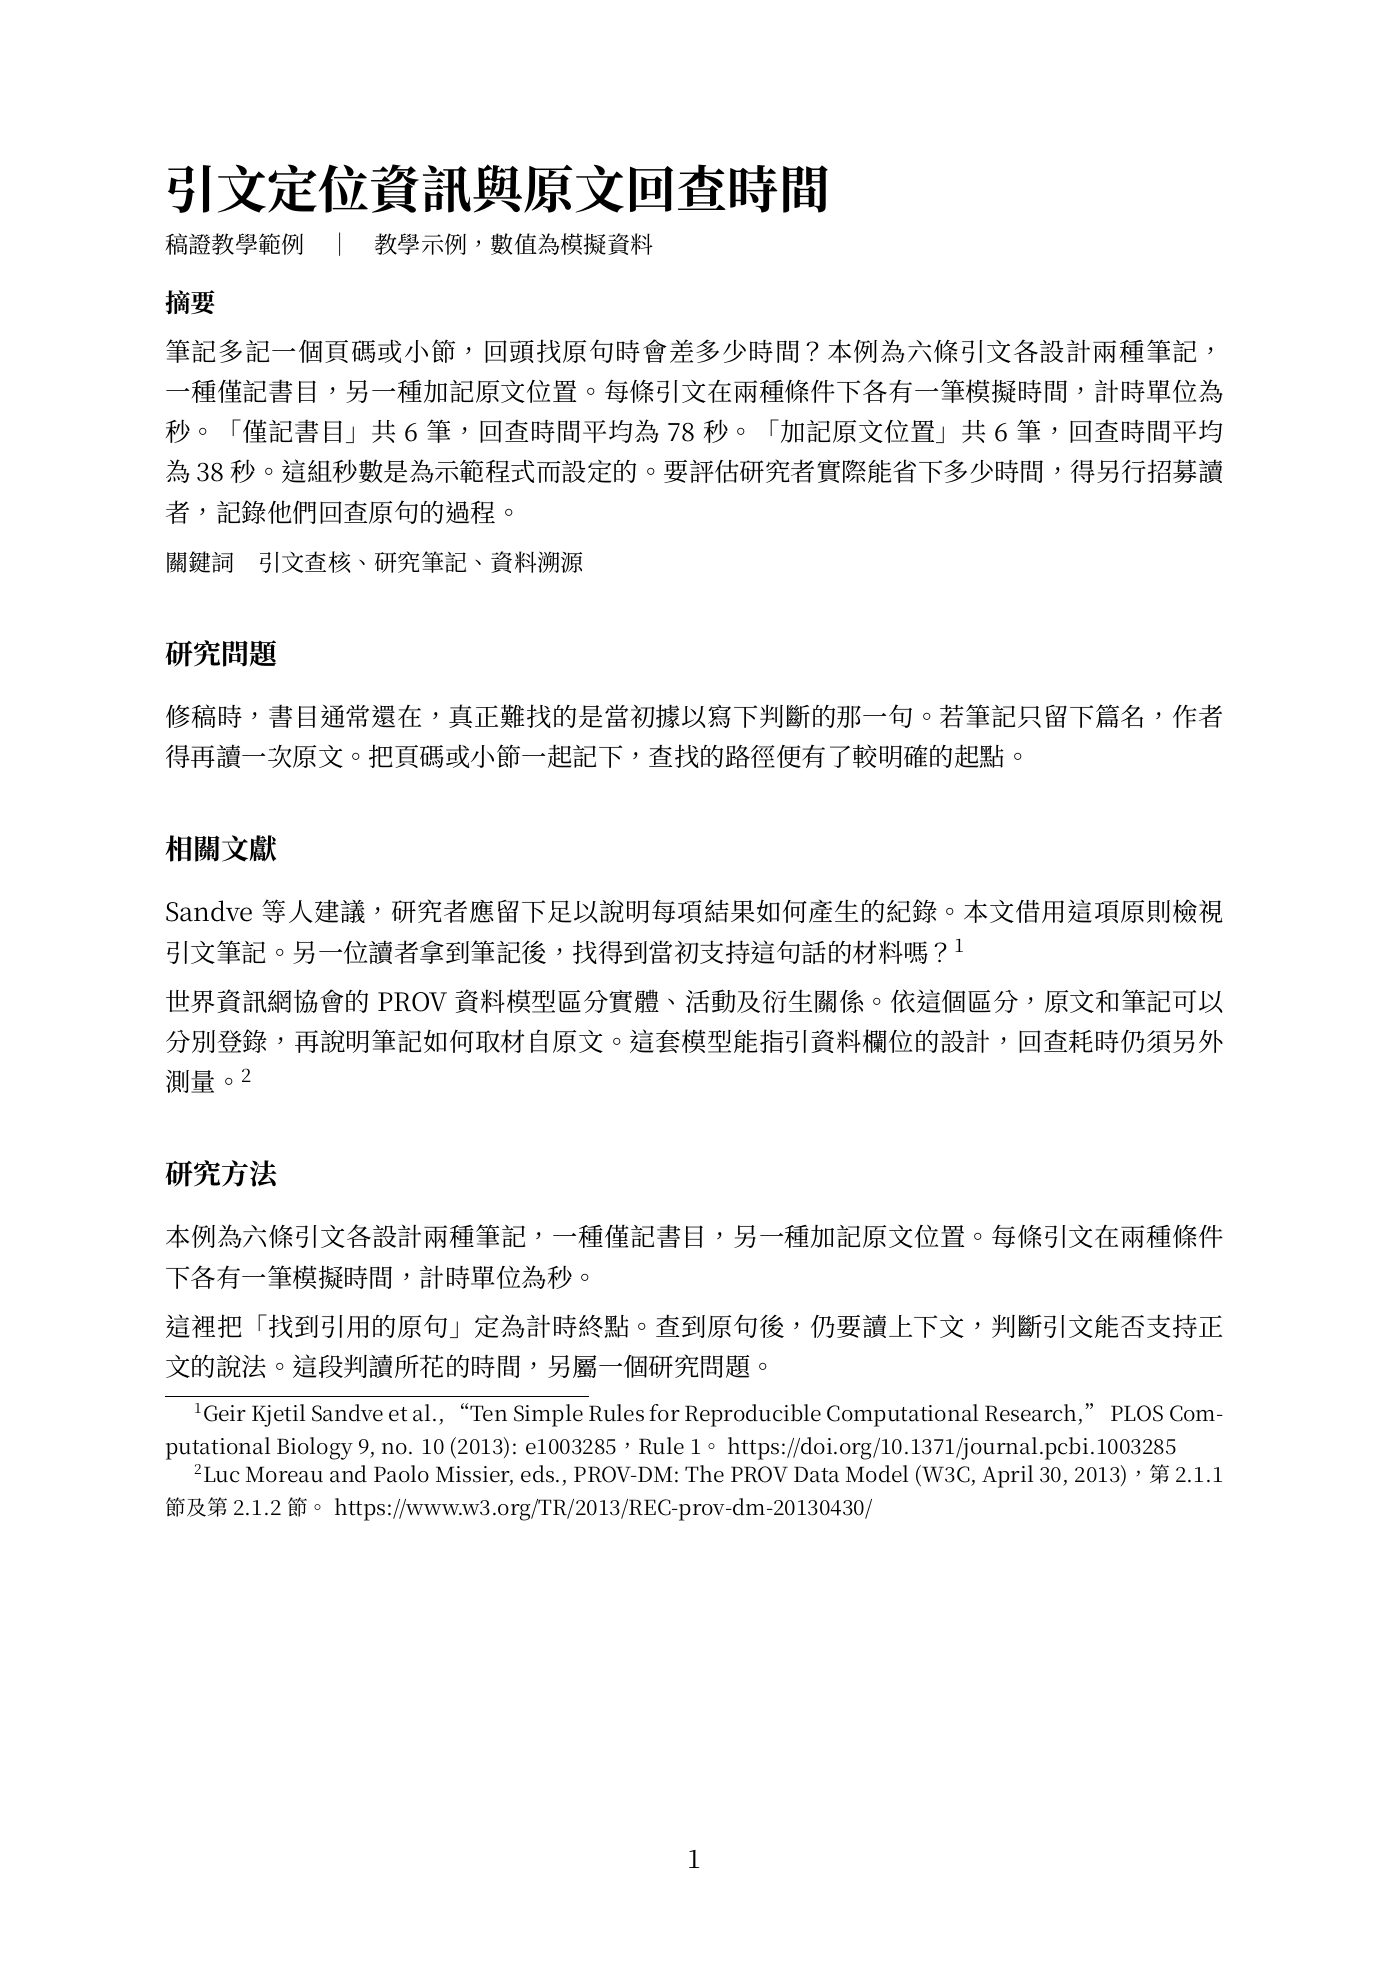 引文定位資訊與原文回查時間
稿證教學範例 ｜ 教學示例，數值為模擬資料
摘要
筆記多記一個頁碼或小節，回頭找原句時會差多少時間？本例為六條引文各設計兩種筆記，
一種僅記書目，另一種加記原文位置。每條引文在兩種條件下各有一筆模擬時間，計時單位為
秒。「僅記書目」共 6 筆，回查時間平均為 78 秒。「加記原文位置」共 6 筆，回查時間平均
為 38 秒。這組秒數是為示範程式而設定的。要評估研究者實際能省下多少時間，得另行招募讀
者，記錄他們回查原句的過程。
關鍵詞 引文查核、研究筆記、資料溯源
研究問題
修稿時，書目通常還在，真正難找的是當初據以寫下判斷的那一句。若筆記只留下篇名，作者
得再讀一次原文。把頁碼或小節一起記下，查找的路徑便有了較明確的起點。
相關文獻
Sandve 等人建議，研究者應留下足以說明每項結果如何產生的紀錄。本文借用這項原則檢視
引文筆記。另一位讀者拿到筆記後，找得到當初支持這句話的材料嗎？1
世界資訊網協會的 PROV 資料模型區分實體、活動及衍生關係。依這個區分，原文和筆記可以
分別登錄，再說明筆記如何取材自原文。這套模型能指引資料欄位的設計，回查耗時仍須另外
測量。2
研究方法
本例為六條引文各設計兩種筆記，一種僅記書目，另一種加記原文位置。每條引文在兩種條件
下各有一筆模擬時間，計時單位為秒。
這裡把「找到引用的原句」定為計時終點。查到原句後，仍要讀上下文，判斷引文能否支持正
文的說法。這段判讀所花的時間，另屬一個研究問題。
1Geir Kjetil Sandve et al., “Ten Simple Rules for Reproducible Computational Research,” PLOS Com-
putational Biology 9, no. 10 (2013): e1003285，Rule 1。 https://doi.org/10.1371/journal.pcbi.1003285
2Luc Moreau and Paolo Missier, eds., PROV-DM: The PROV Data Model (W3C, April 30, 2013)，第 2.1.1
節及第 2.1.2 節。 https://www.w3.org/TR/2013/REC-prov-dm-20130430/
1